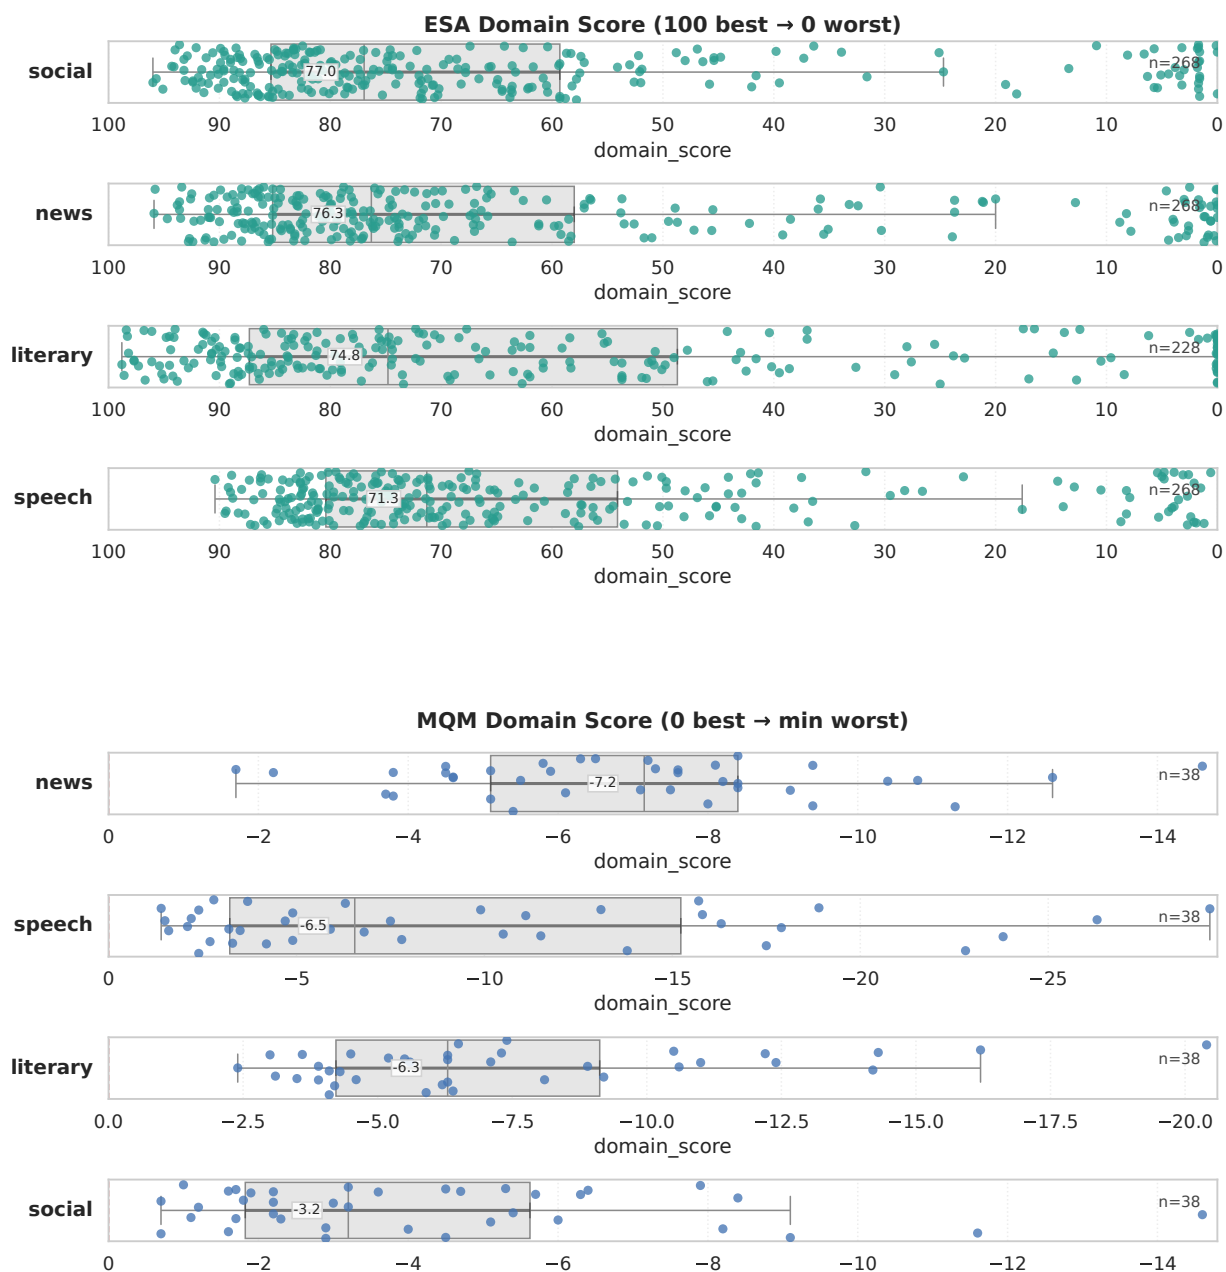 ESA Domain Score (100 best → 0 worst)
social
77.0
n=268
100 90 80 70 60 50 40 30 20 10 0
domain_score
news
76.3
n=268
100 90 80 70 60 50 40 30 20 10 0
domain_score
literary
74.8
n=228
100 90 80 70 60 50 40 30 20 10 0
domain_score
speech
71.3
n=268
100 90 80 70 60 50 40 30 20 10 0
domain_score
MQM Domain Score (0 best → min worst)
news
-7.2
n=38
0 −2 −4 −6 −8 −10 −12 −14
domain_score
speech
-6.5
n=38
0 −5 −10 −15 −20 −25
domain_score
literary
-6.3
n=38
0.0 −2.5 −5.0 −7.5 −10.0 −12.5 −15.0 −17.5 −20.0
domain_score
social
-3.2
n=38
0 −2 −4 −6 −8 −10 −12 −14